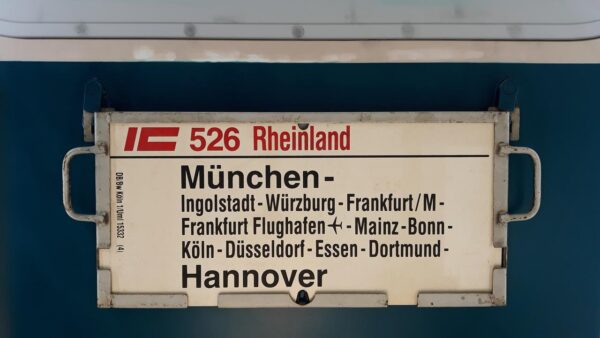 IC 526 Rheinland
München -
Ingolstadt - Würzburg - Frankfurt/M -
Frankfurt Flughafen ✈ - Mainz - Bonn -
Köln - Düsseldorf - Essen - Dortmund -
Hannover